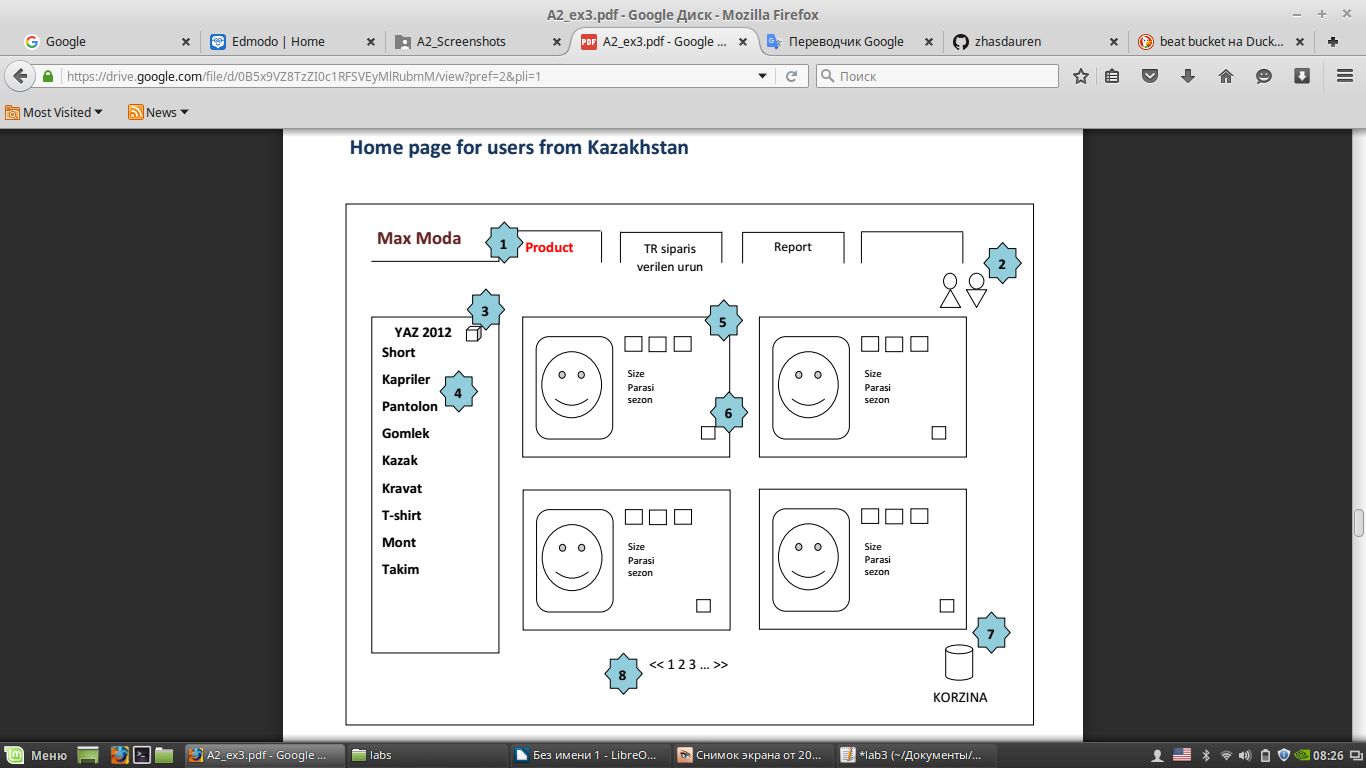 A2_ex3.pdf - Google Диск - Mozilla Firefox
Google
Edmodo | Home
A2_Screenshots
A2_ex3.pdf - Google ...
Переводчик Google
zhasdauren
beat bucket на Duck...
https://drive.google.com/file/d/0B5x9VZ8TzZI0c1RFSVEyMlRubmM/view?pref=2&pli=1
Поиск
Most Visited
News
Home page for users from Kazakhstan
Max Moda
1
Product
TR siparis
verilen urun
Report
2
3
YAZ 2012
Short
Kapriler
4
Pantolon
Gomlek
Kazak
Kravat
T-shirt
Mont
Takim
5
Size
Parasi
sezon
6
Size
Parasi
sezon
Size
Parasi
sezon
Size
Parasi
sezon
7
8
<< 1 2 3 ... >>
KORZINA
Меню
A2_ex3.pdf - Google ...
labs
Без имени 1 - LibreO...
Снимок экрана от 20...
*lab3 (~/Документы/...
08:26